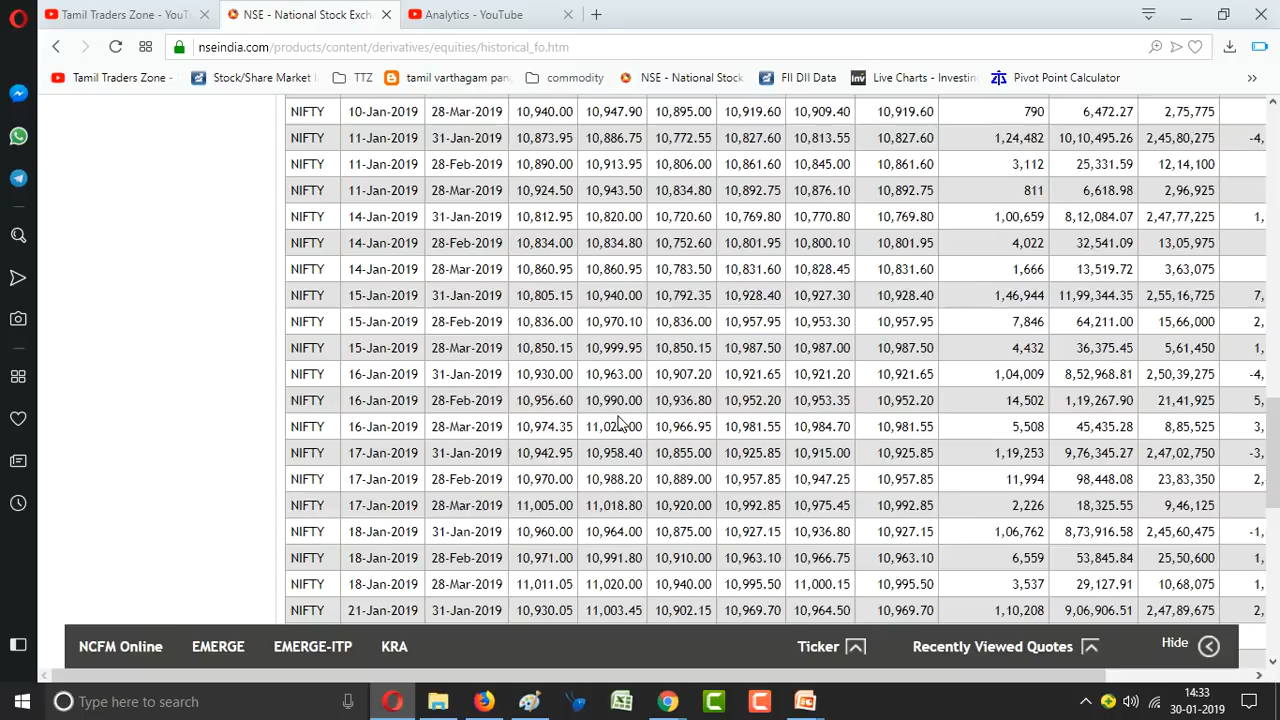 Tamil Traders Zone - YouT
NSE - National Stock Exch
Analytics - YouTube
nseindia.com/products/content/derivatives/equities/historical_fo.htm
Tamil Traders Zone -
Stock/Share Market
TTZ
tamil varthagam pan
commodity
NSE - National Stock
FII DII Data
Inv
Live Charts - Investin
Pivot Point Calculator
NIFTY 10-Jan-2019 28-Mar-2019 10,940.00 10,947.90 10,895.00 10,919.60 10,909.40 10,919.60 790 6,472.27 2,75,775
NIFTY 11-Jan-2019 31-Jan-2019 10,873.95 10,886.75 10,772.55 10,827.60 10,813.55 10,827.60 1,24,482 10,10,495.26 2,45,80,275 -4,
NIFTY 11-Jan-2019 28-Feb-2019 10,890.00 10,913.95 10,806.00 10,861.60 10,845.00 10,861.60 3,112 25,331.59 12,14,100
NIFTY 11-Jan-2019 28-Mar-2019 10,924.50 10,943.50 10,834.80 10,892.75 10,876.10 10,892.75 811 6,618.98 2,96,925
NIFTY 14-Jan-2019 31-Jan-2019 10,812.95 10,820.00 10,720.60 10,769.80 10,770.80 10,769.80 1,00,659 8,12,084.07 2,47,77,225 1,
NIFTY 14-Jan-2019 28-Feb-2019 10,834.00 10,834.80 10,752.60 10,801.95 10,800.10 10,801.95 4,022 32,541.09 13,05,975
NIFTY 14-Jan-2019 28-Mar-2019 10,860.95 10,860.95 10,783.50 10,831.60 10,828.45 10,831.60 1,666 13,519.72 3,63,075
NIFTY 15-Jan-2019 31-Jan-2019 10,805.15 10,940.00 10,792.35 10,928.40 10,927.30 10,928.40 1,46,944 11,99,344.35 2,55,16,725 7,
NIFTY 15-Jan-2019 28-Feb-2019 10,836.00 10,970.10 10,836.00 10,957.95 10,953.30 10,957.95 7,846 64,211.00 15,66,000 2,
NIFTY 15-Jan-2019 28-Mar-2019 10,850.15 10,999.95 10,850.15 10,987.50 10,987.00 10,987.50 4,432 36,375.45 5,61,450 1,
NIFTY 16-Jan-2019 31-Jan-2019 10,930.00 10,963.00 10,907.20 10,921.65 10,921.20 10,921.65 1,04,009 8,52,968.81 2,50,39,275 -4,
NIFTY 16-Jan-2019 28-Feb-2019 10,956.60 10,990.00 10,936.80 10,952.20 10,953.35 10,952.20 14,502 1,19,267.90 21,41,925 5,
NIFTY 16-Jan-2019 28-Mar-2019 10,974.35 10,966.95 10,981.55 10,984.70 10,981.55 5,508 45,435.28 8,85,525 3,
NIFTY 17-Jan-2019 31-Jan-2019 10,942.95 10,958.40 10,855.00 10,925.85 10,915.00 10,925.85 1,19,253 9,76,345.27 2,47,02,750 -3,
NIFTY 17-Jan-2019 28-Feb-2019 10,970.00 10,988.20 10,889.00 10,957.85 10,947.25 10,957.85 11,994 98,448.08 23,83,350 2,
NIFTY 17-Jan-2019 28-Mar-2019 11,005.00 11,018.80 10,920.00 10,992.85 10,975.45 10,992.85 2,226 18,325.55 9,46,125
NIFTY 18-Jan-2019 31-Jan-2019 10,960.00 10,964.00 10,875.00 10,927.15 10,936.80 10,927.15 1,06,762 8,73,916.58 2,45,60,475 -1,
NIFTY 18-Jan-2019 28-Feb-2019 10,971.00 10,991.80 10,910.00 10,963.10 10,966.75 10,963.10 6,559 53,845.84 25,50,600 1,
NIFTY 18-Jan-2019 28-Mar-2019 11,011.05 11,020.00 10,940.00 10,995.50 11,000.15 10,995.50 3,537 29,127.91 10,68,075 1,
NIFTY 21-Jan-2019 31-Jan-2019 10,930.05 11,003.45 10,902.15 10,969.70 10,964.50 10,969.70 1,10,208 9,06,906.51 2,47,89,675 2,
NCFM Online EMERGE EMERGE-ITP KRA Ticker Recently Viewed Quotes Hide
Type here to search
14:33
30-01-2019